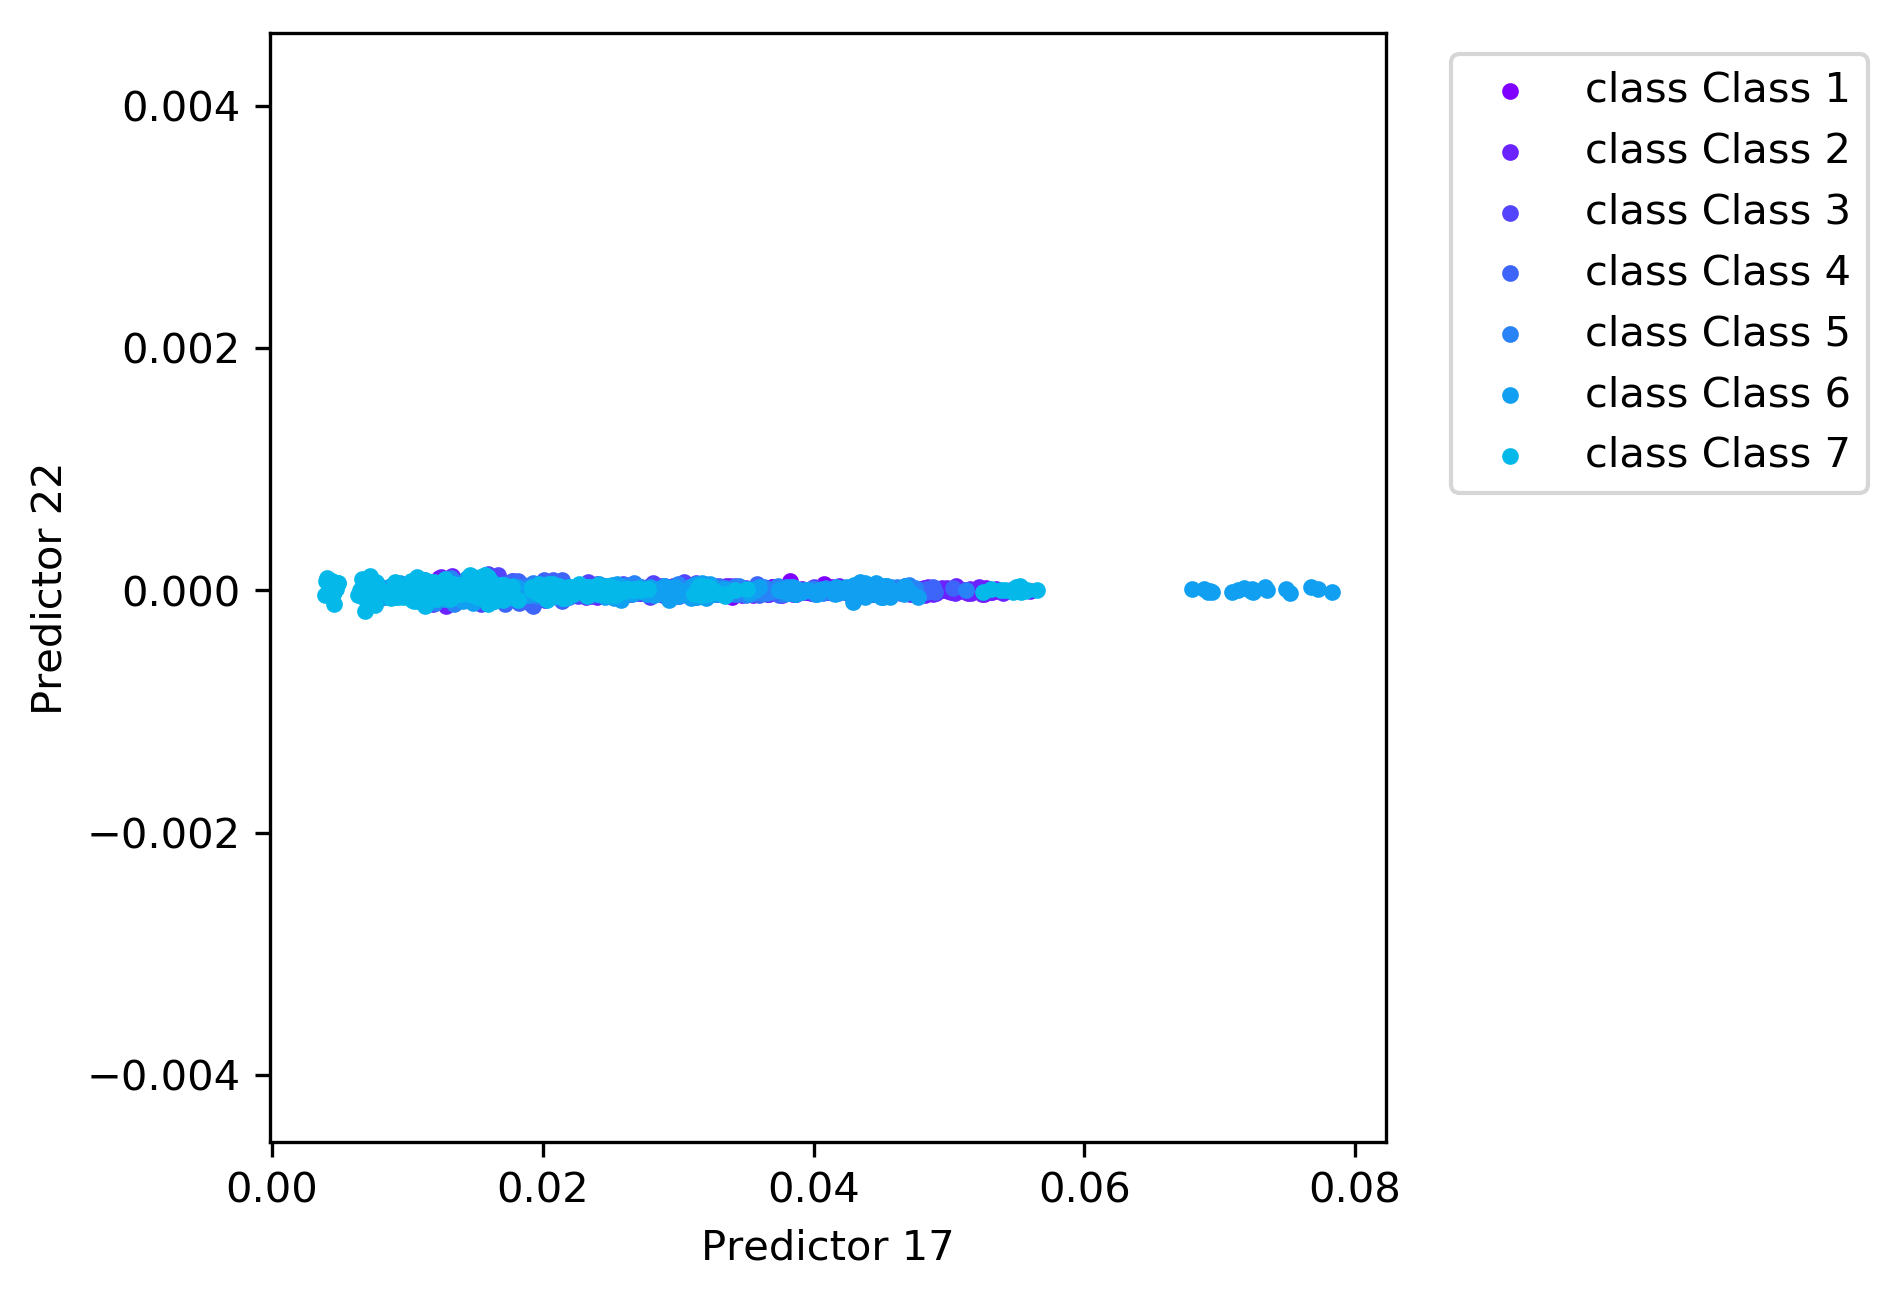 class Class 1
class Class 2
class Class 3
class Class 4
class Class 5
class Class 6
class Class 7
0.004
0.002
0.000
−0.002
−0.004
Predictor 22
0.00 0.02 0.04 0.06 0.08
Predictor 17